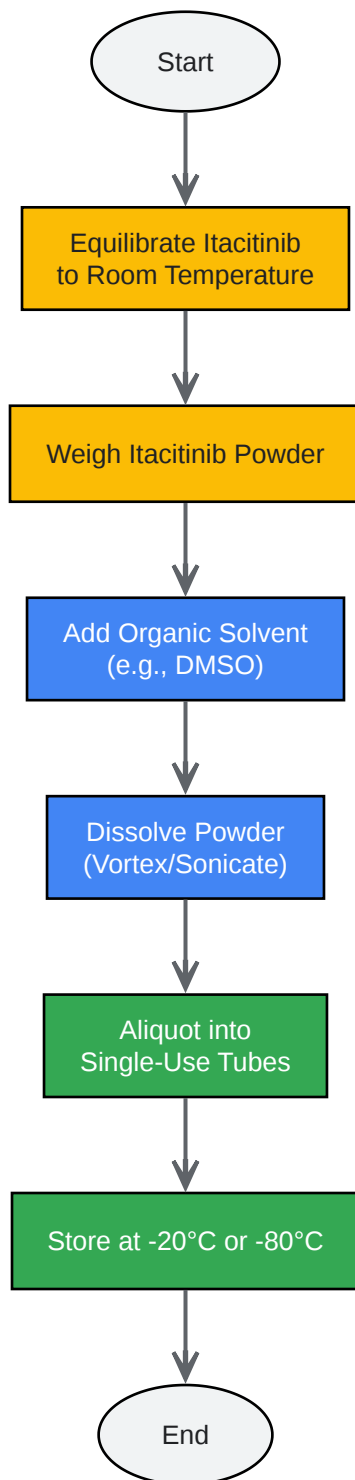 Start
Equilibrate Itacitinib
to Room Temperature
Weigh Itacitinib Powder
Add Organic Solvent
(e.g., DMSO)
Dissolve Powder
(Vortex/Sonicate)
Aliquot into
Single-Use Tubes
Store at -20°C or -80°C
End